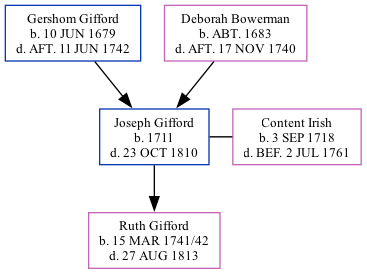 Gershom Gifford
b. 10 JUN 1679
d. AFT. 11 JUN 1742
Deborah Bowerman
b. ABT. 1683
d. AFT. 17 NOV 1740
Joseph Gifford
b. 1711
d. 23 OCT 1810
Content Irish
b. 3 SEP 1718
d. BEF. 2 JUL 1761
Ruth Gifford
b. 15 MAR 1741/42
d. 27 AUG 1813